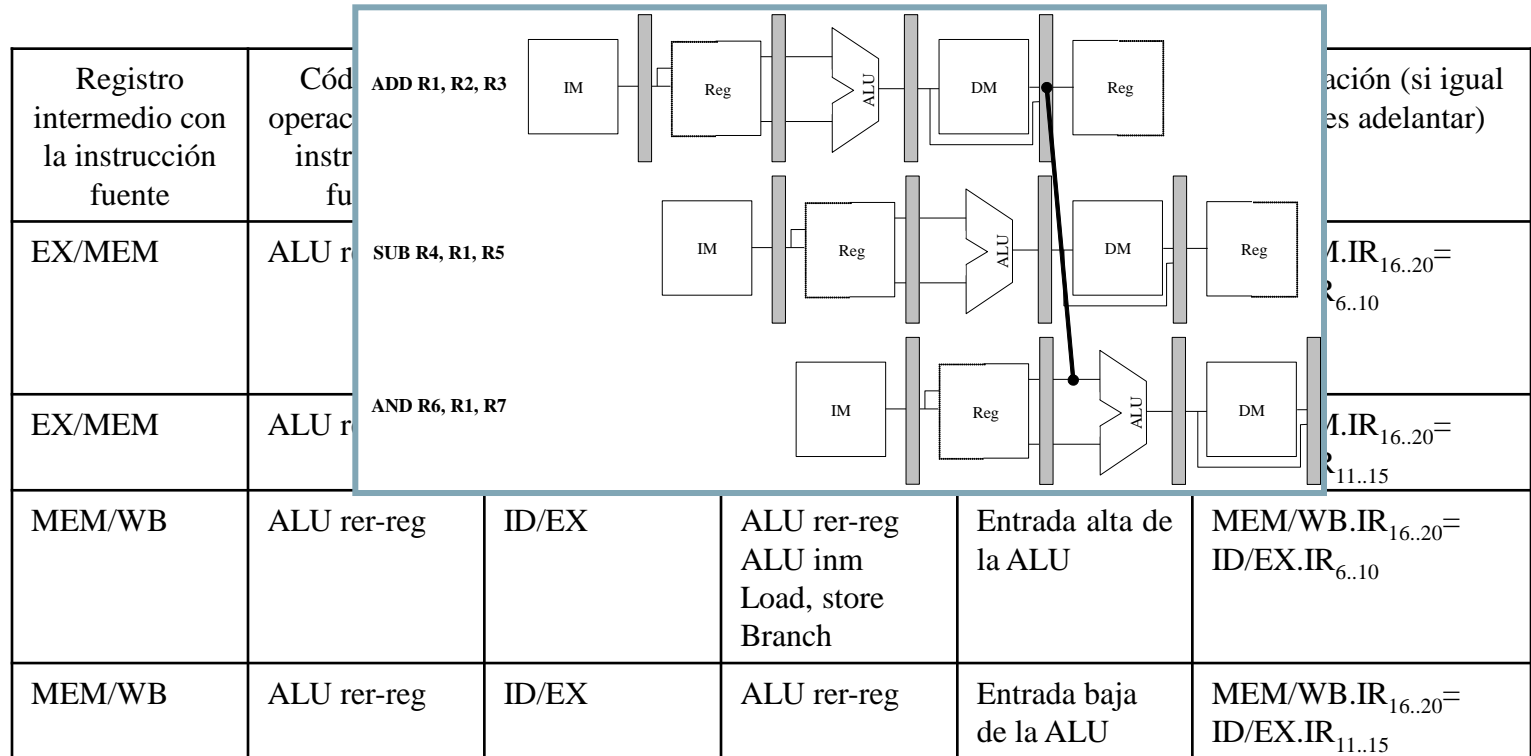 Registro
intermedio con
la instrucción
fuente
Cód
operac
instr
fu
ación (si igual
es adelantar)
ADD R1, R2, R3
IM
Reg
ALU
DM
Reg
SUB R4, R1, R5
IM
Reg
ALU
DM
Reg
AND R6, R1, R7
IM
Reg
ALU
DM
EX/MEM
ALU r
M.IR16..20=
R6..10
EX/MEM
ALU r
M.IR16..20=
R11..15
MEM/WB
ALU rer-reg
ID/EX
ALU rer-reg
ALU inm
Load, store
Branch
Entrada alta de
la ALU
MEM/WB.IR16..20=
ID/EX.IR6..10
MEM/WB
ALU rer-reg
ID/EX
ALU rer-reg
Entrada baja
de la ALU
MEM/WB.IR16..20=
ID/EX.IR11..15